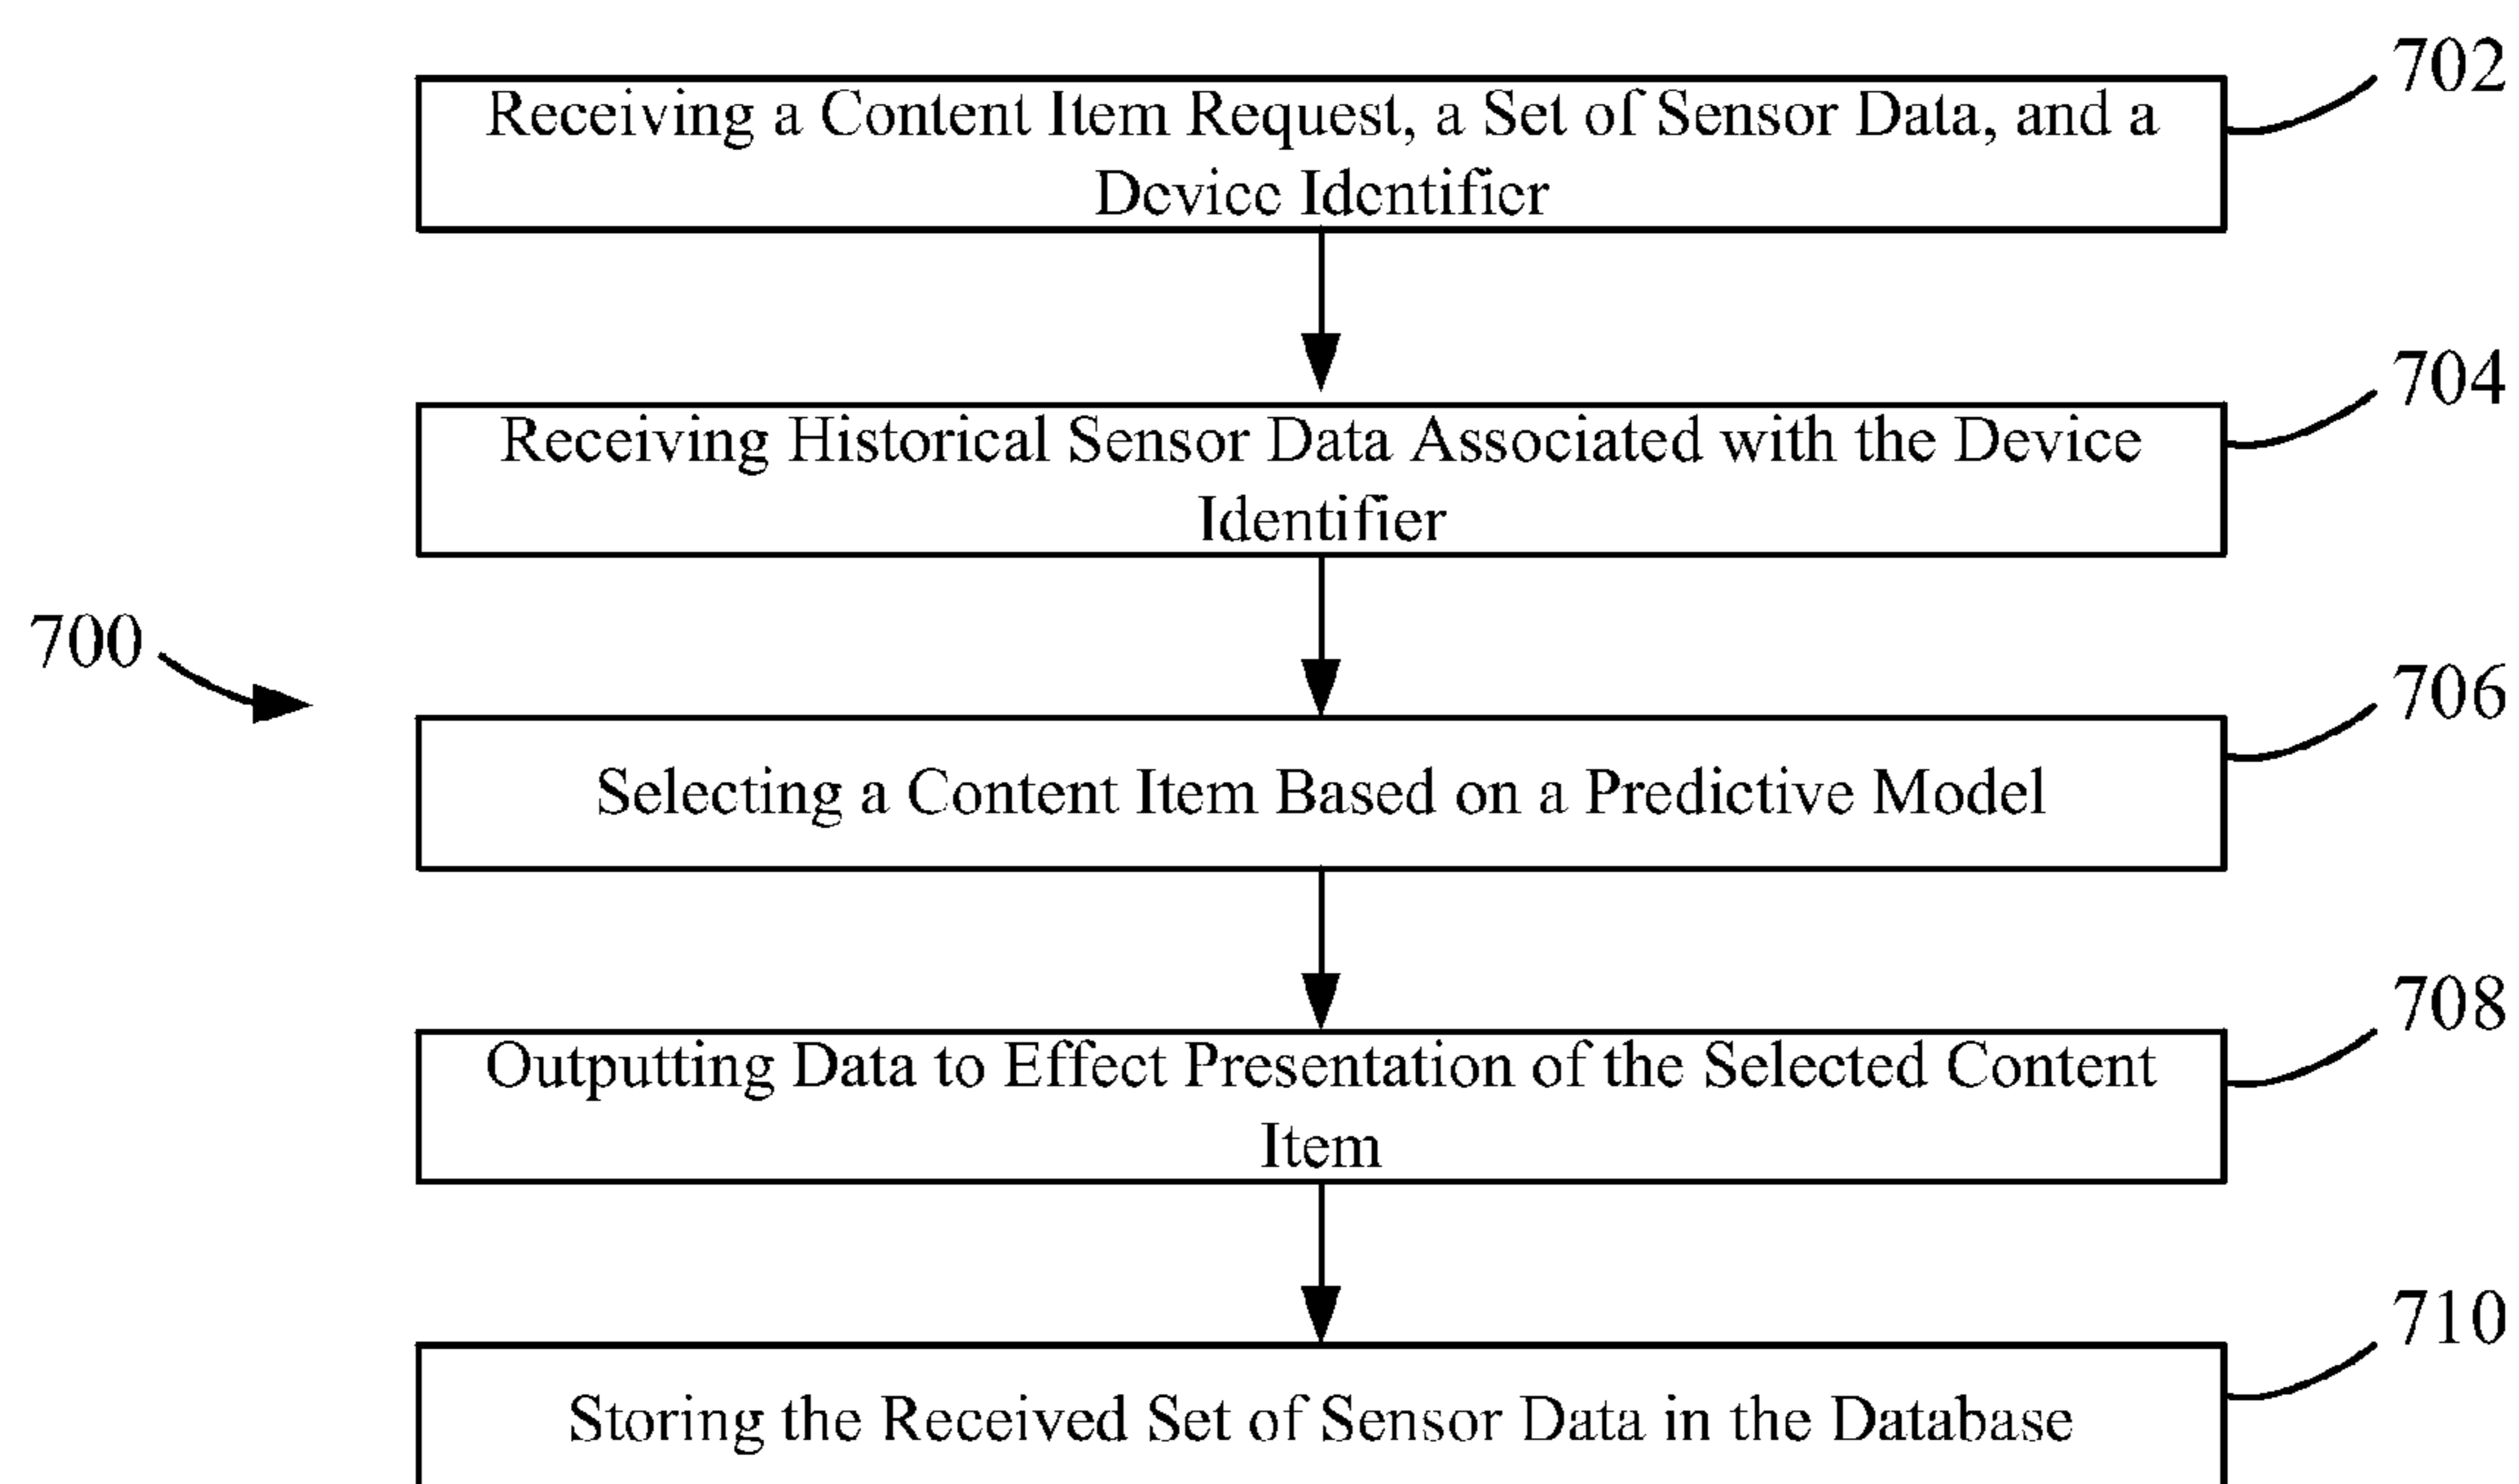 702
Receiving a Content Item Request, a Set of Sensor Data, and a
Device Identifier
704
Receiving Historical Sensor Data Associated with the Device
Identifier
700
706
Selecting a Content Item Based on a Predictive Model
708
Outputting Data to Effect Presentation of the Selected Content
Item
710
Storing the Received Set of Sensor Data in the Database